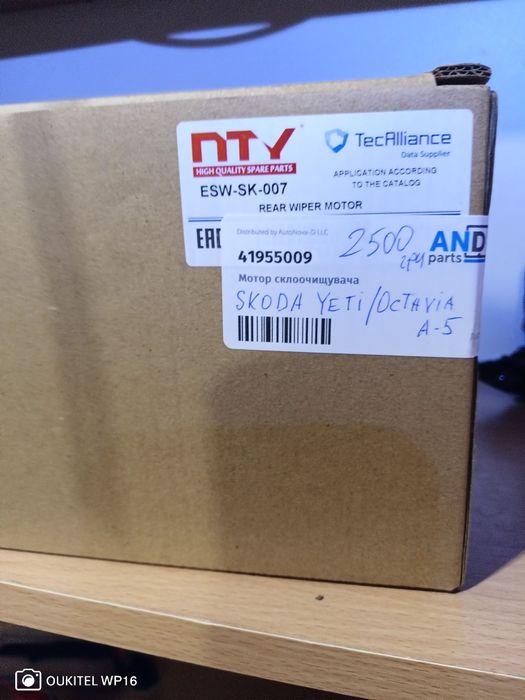 NTY
HIGH QUALITY SPARE PARTS
TecAlliance
Data Supplier
APPLICATION ACCORDING
TO THE CATALOG
ESW-SK-007
REAR WIPER MOTOR
EAC
Distributed by AutoNova-D LLC
41955009
2500
грн
AND
parts
Мотор склоочищувача
SKODA YETI/OCTAVIA
A-5
OUKITEL WP16